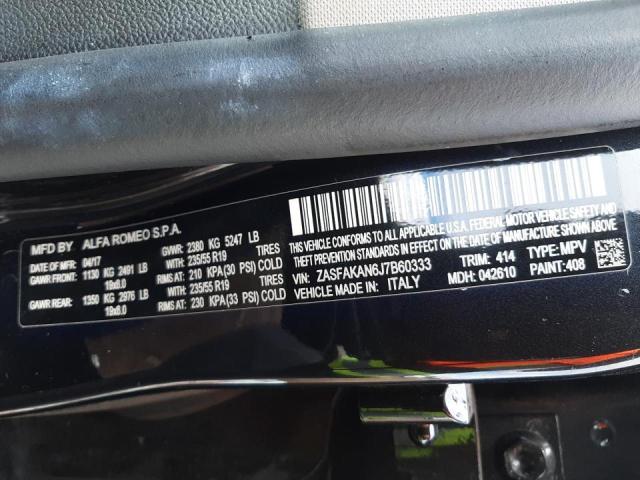 THIS VEHICLE CONFORMS TO ALL APPLICABLE U.S.A. FEDERAL MOTOR VEHICLE SAFETY, BUMPER, AND
THEFT PREVENTION STANDARDS IN EFFECT ON THE DATE OF MANUFACTURE SHOWN ABOVE.
MFD BY ALFA ROMEO S.P.A.
DATE OF MFD: 04/17 GVWR: 2380 KG 5247 LB
GAWR FRONT: 1130 KG 2491 LB WITH: 235/55 R19 TIRES
19x8.0 RIMS AT: 210 KPA(30 PSI) COLD
GAWR REAR: 1350 KG 2976 LB WITH: 235/55 R19 TIRES
19x8.0 RIMS AT: 230 KPA(33 PSI) COLD
VIN: ZASFAKAN6J7B60333 TRIM: 414 TYPE: MPV
VEHICLE MADE IN: ITALY MDH: 042610 PAINT: 408